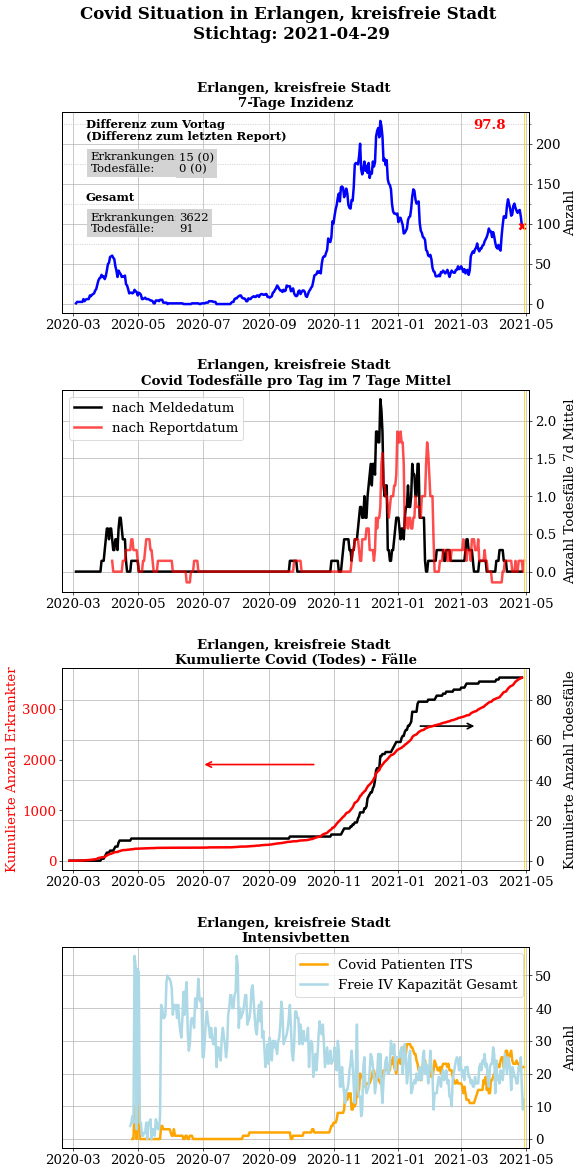 Covid Situation in Erlangen, kreisfreie Stadt
Stichtag: 2021-04-29
Erlangen, kreisfreie Stadt
7-Tage Inzidenz
Differenz zum Vortag
(Differenz zum letzten Report)
Erkrankungen 15 (0)
Todesfälle: 0 (0)
Gesamt
Erkrankungen 3622
Todesfälle: 91
97.8
200
150
100
50
0
Anzahl
2020-03 2020-05 2020-07 2020-09 2020-11 2021-01 2021-03 2021-05
Erlangen, kreisfreie Stadt
Covid Todesfälle pro Tag im 7 Tage Mittel
nach Meldedatum
nach Reportdatum
2.0
1.5
1.0
0.5
0.0
Anzahl Todesfälle 7d Mittel
2020-03 2020-05 2020-07 2020-09 2020-11 2021-01 2021-03 2021-05
Erlangen, kreisfreie Stadt
Kumulierte Covid (Todes) - Fälle
Kumulierte Anzahl Erkrankter
3000
2000
1000
0
80
60
40
20
0
Kumulierte Anzahl Todesfälle
2020-03 2020-05 2020-07 2020-09 2020-11 2021-01 2021-03 2021-05
Erlangen, kreisfreie Stadt
Intensivbetten
Covid Patienten ITS
Freie IV Kapazität Gesamt
50
40
30
20
10
0
Anzahl
2020-03 2020-05 2020-07 2020-09 2020-11 2021-01 2021-03 2021-05